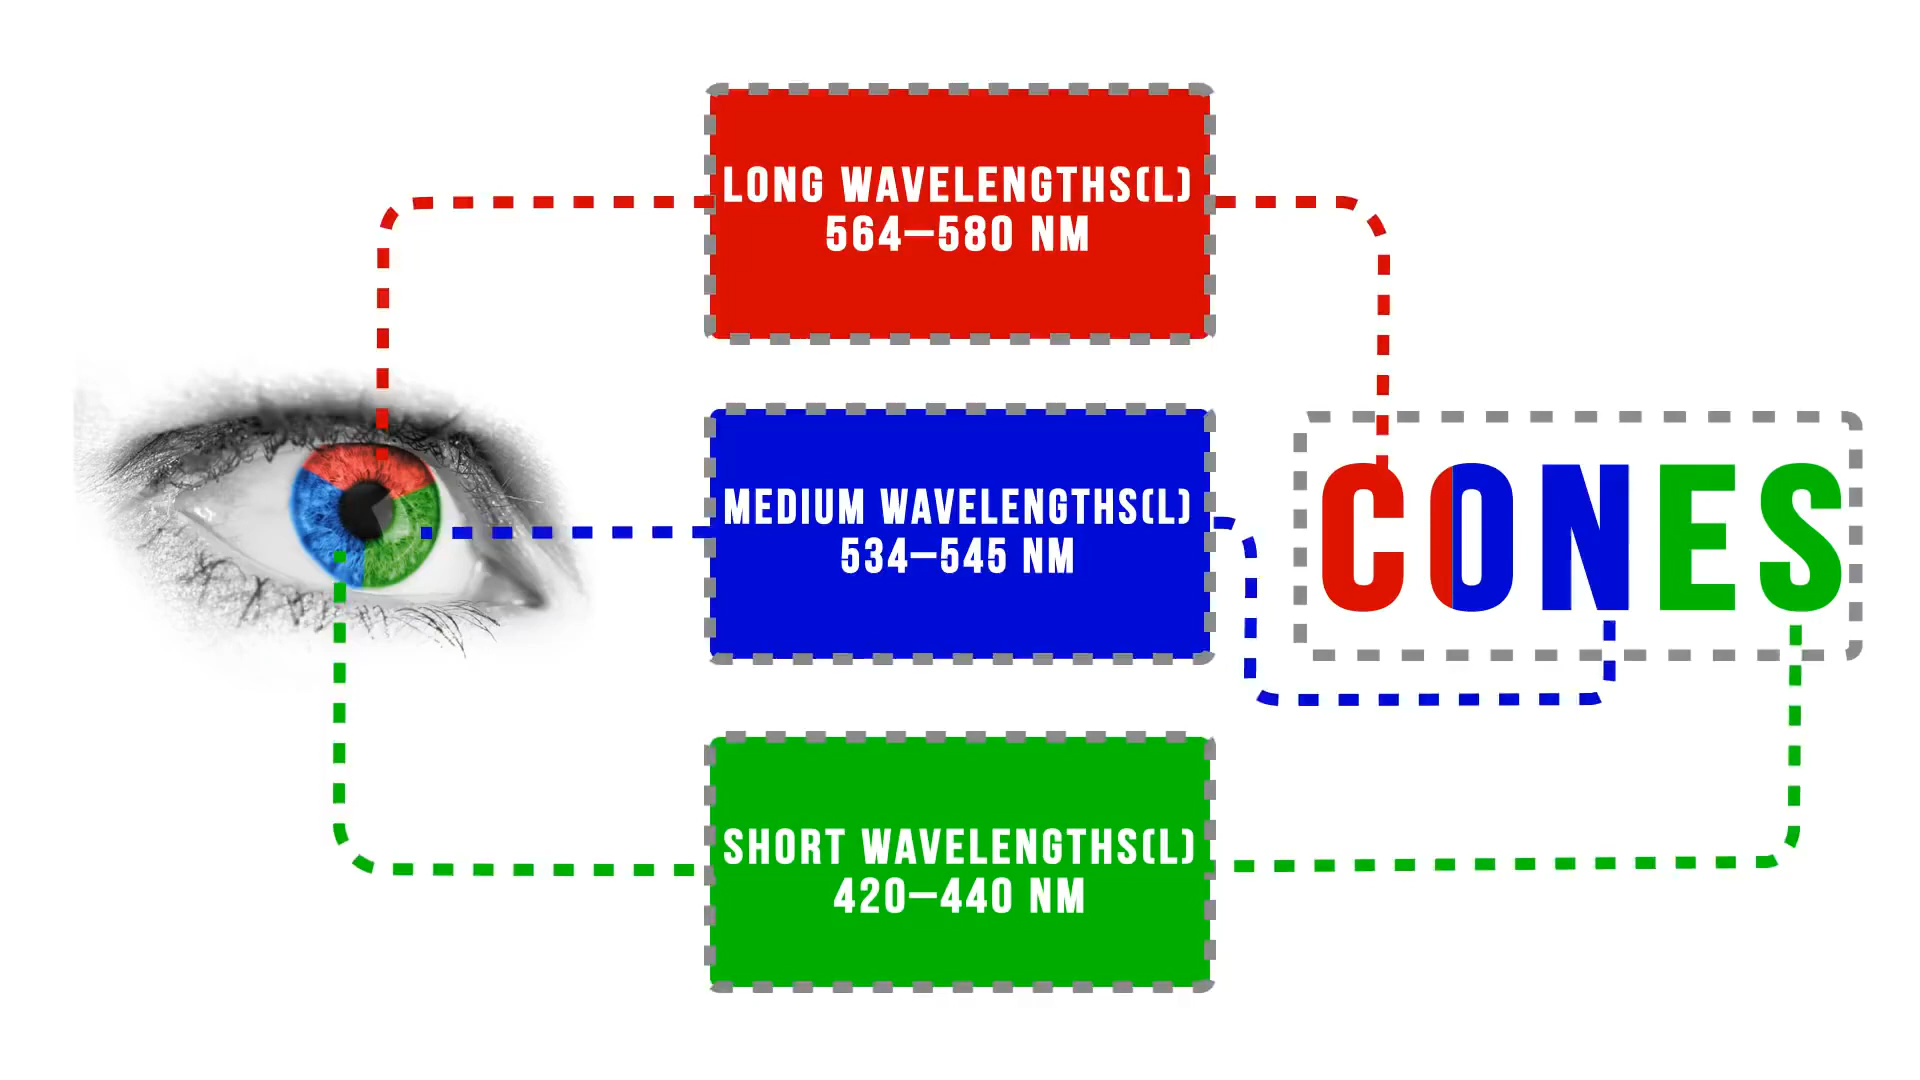 LONG WAVELENGTHS(L)
564–580 NM
MEDIUM WAVELENGTHS(L)
534–545 NM
CONES
SHORT WAVELENGTHS(L)
420–440 NM